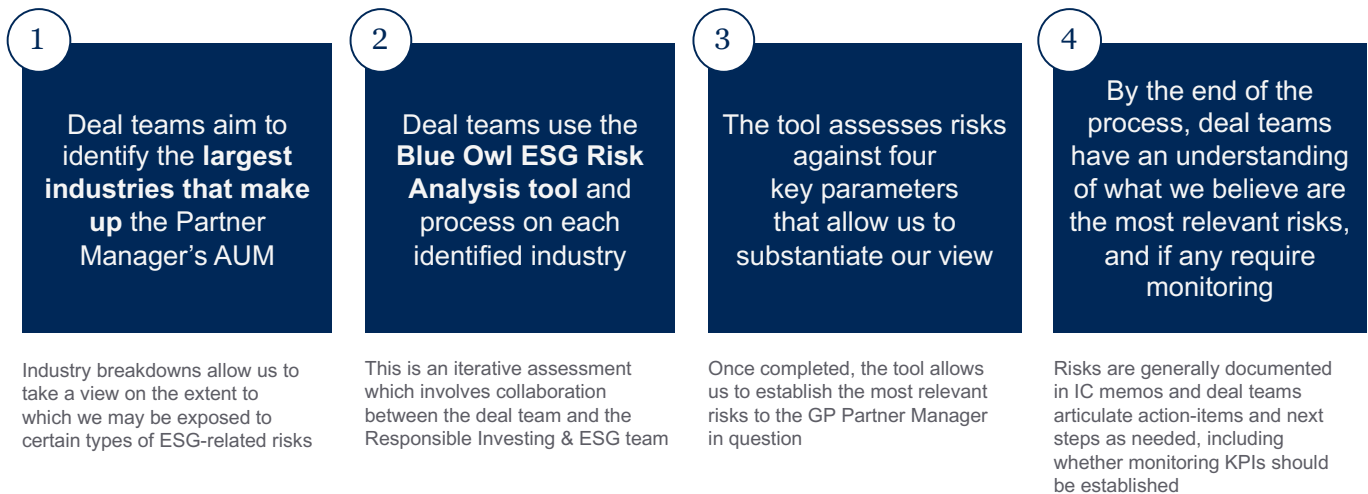 1
Deal teams aim to
identify the largest
industries that make
up the Partner
Manager's AUM
Industry breakdowns allow us to
take a view on the extent to
which we may be exposed to
certain types of ESG-related risks
2
Deal teams use the
Blue Owl ESG Risk
Analysis tool and
process on each
identified industry
This is an iterative assessment
which involves collaboration
between the deal team and the
Responsible Investing & ESG team
3
The tool assesses risks
against four
key parameters
that allow us to
substantiate our view
Once completed, the tool allows
us to establish the most relevant
risks to the GP Partner Manager
in question
4
By the end of the
process, deal teams
have an understanding
of what we believe are
the most relevant risks,
and if any require
monitoring
Risks are generally documented
in IC memos and deal teams
articulate action-items and next
steps as needed, including
whether monitoring KPIs should
be established